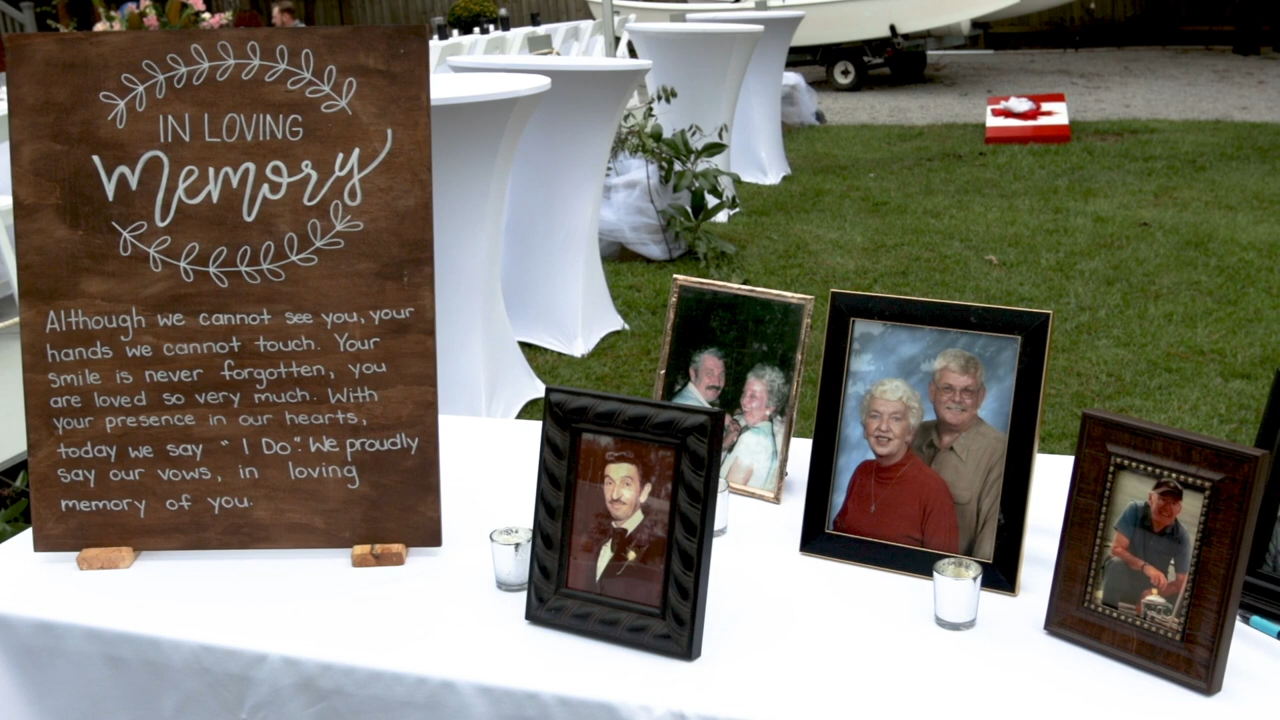 IN LOVING
memory
Although we cannot see you, your
hands we cannot touch. Your
smile is never forgotten, you
are loved so very much. With
your presence in our hearts,
today we say " I Do". We proudly
say our vows, in loving
memory of you.